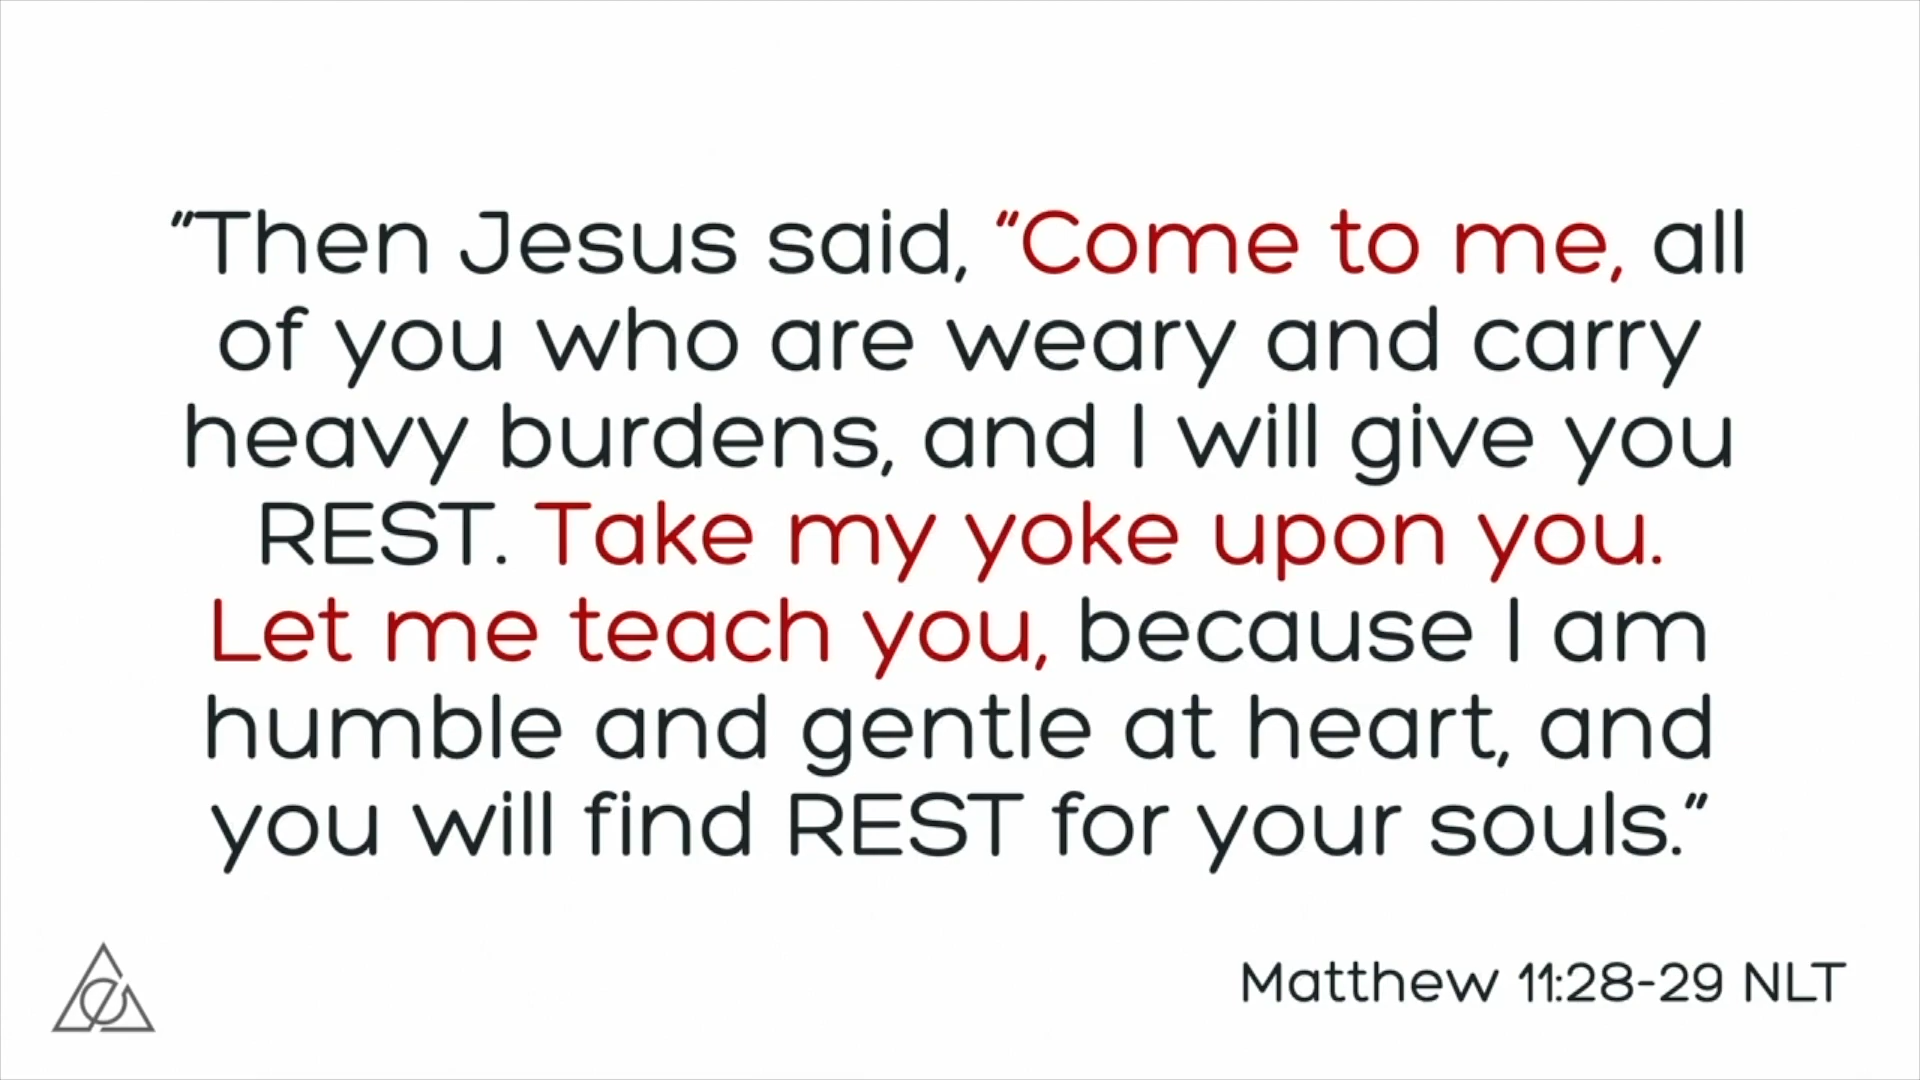 "Then Jesus said, "Come to me, all
of you who are weary and carry
heavy burdens, and I will give you
REST. Take my yoke upon you.
Let me teach you, because I am
humble and gentle at heart, and
you will find REST for your souls."
Matthew 11:28-29 NLT